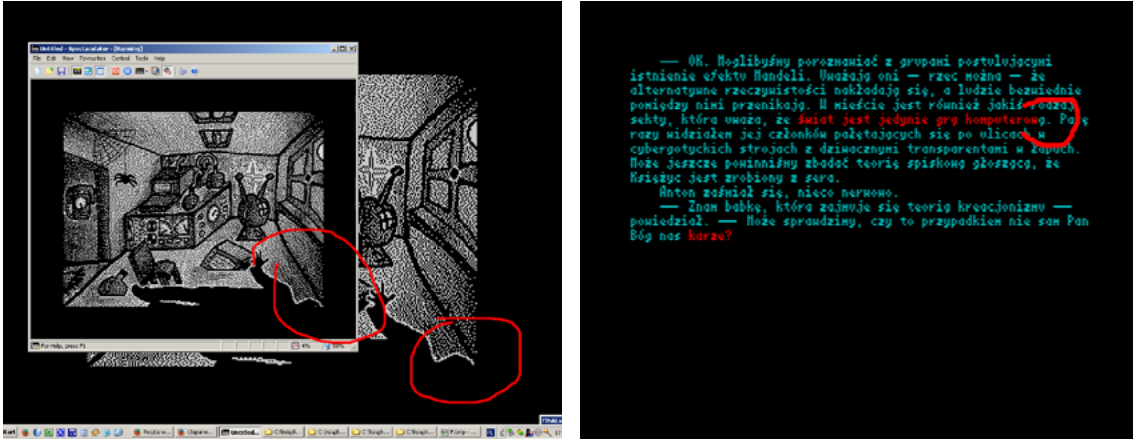 Untitled - Spectaculator - [Running]
File Edit View Favourites Control Tools Help
For Help, press F1
— OK. Moglibyśmy porozmawiać z grupami postulującymi
istnienie efektu Mandeli. Uważają oni — rzec można — że
alternatywne rzeczywistości nakładają się, a ludzie bezwiednie
pomiędzy nimi przenikają. W mieście jest również jakiś rodzaj
sekty, która uważa, że świat jest jedynie grą komputerową. Parę
razy widziałem jej członków pałętających się po ulicach w
cybergotyckich strojach z dziwacznymi transparentami w łapach.
Może jeszcze powinniśmy zbadać teorię spiskową głoszącą, że
Księżyc jest zrobiony z sera.
Anton zaśmiał się, nieco nerwowo.
— Znam babkę, która zajmuje się teorią kreacjonizmu —
powiedział. — Może sprawdzimy, czy to przypadkiem nie sam Pan
Bóg nas karze?